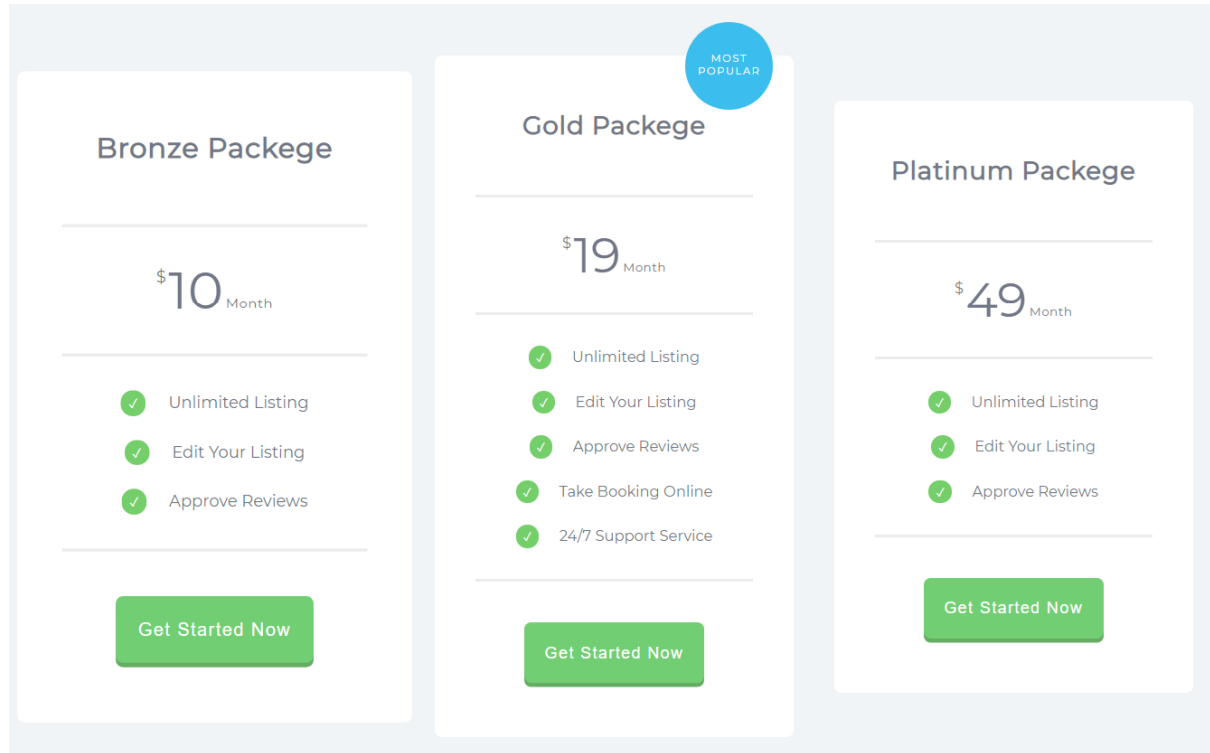 Bronze Packege
$10 Month
Unlimited Listing
Edit Your Listing
Approve Reviews
Get Started Now
MOST
POPULAR
Gold Packege
$19 Month
Unlimited Listing
Edit Your Listing
Approve Reviews
Take Booking Online
24/7 Support Service
Get Started Now
Platinum Packege
$49 Month
Unlimited Listing
Edit Your Listing
Approve Reviews
Get Started Now